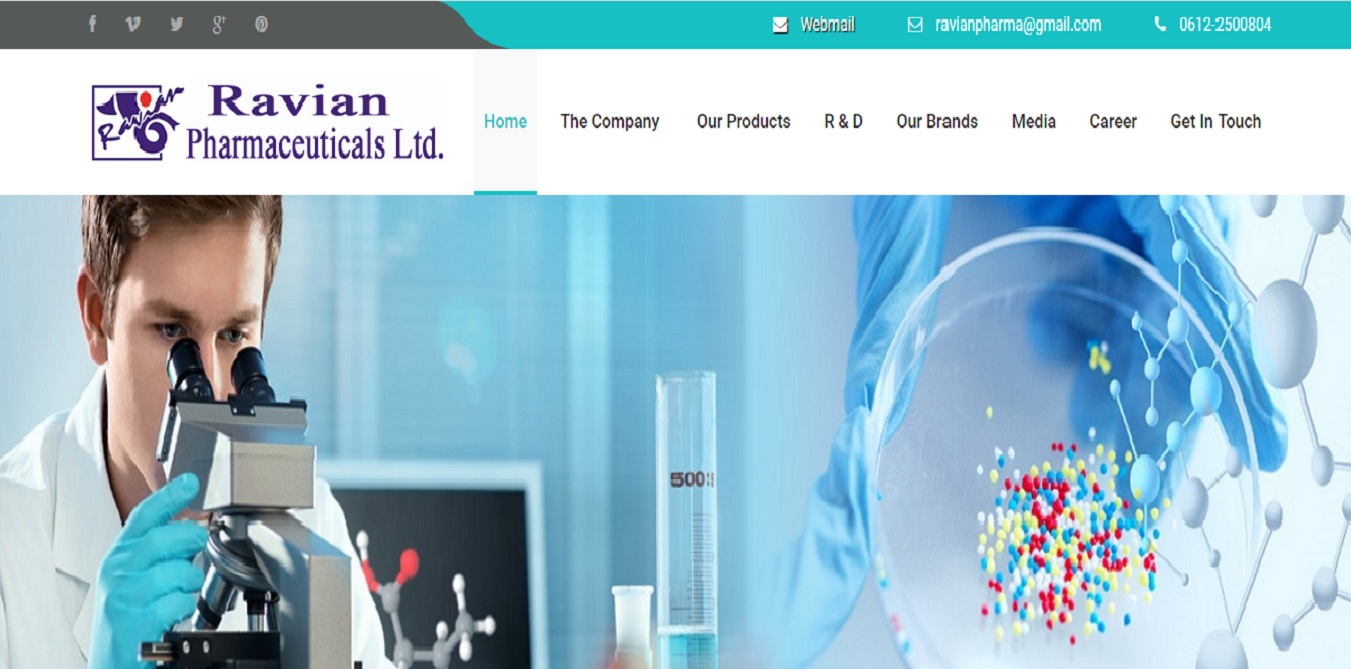 Webmail ravianpharma@gmail.com 0612-2500804
Ravian
Ravian
Pharmaceuticals Ltd.
Home The Company Our Products R & D Our Brands Media Career Get In Touch
500: